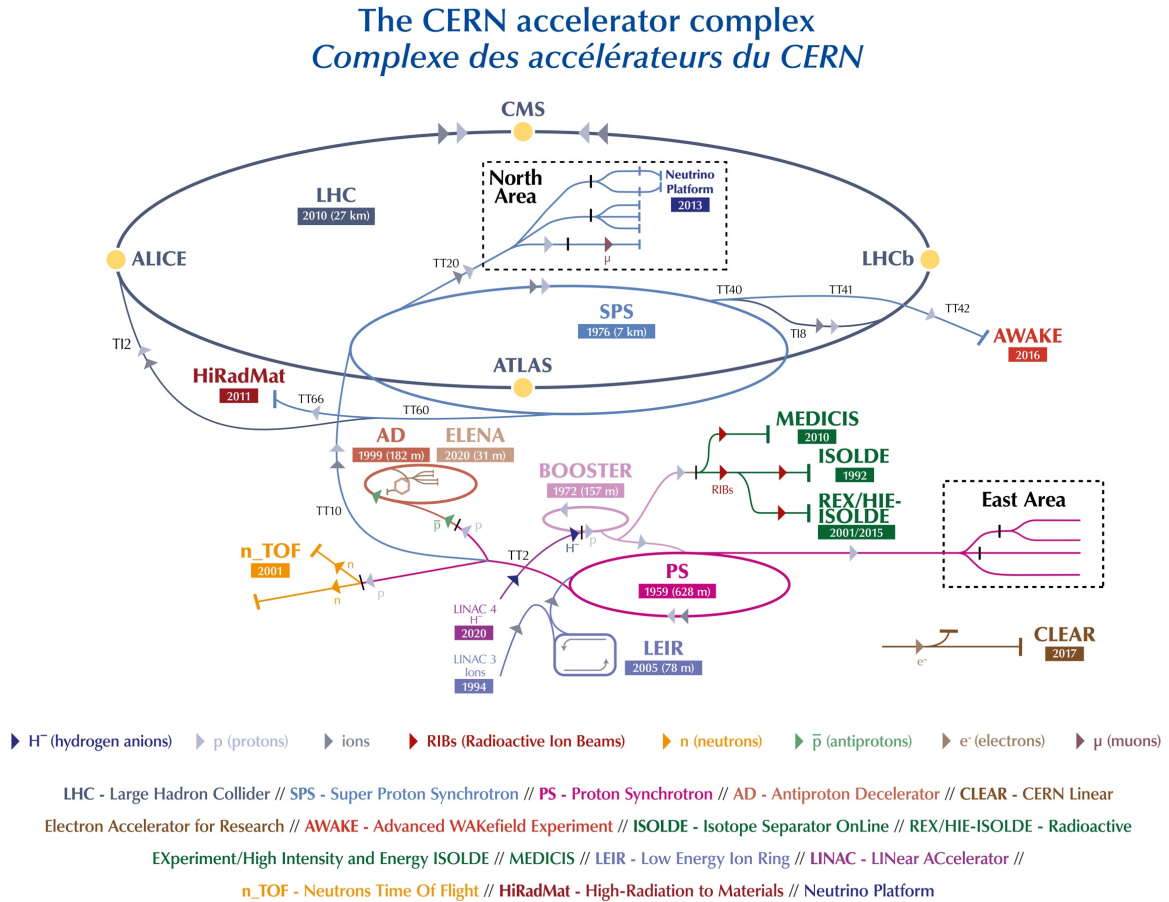 The CERN accelerator complex
Complexe des accélérateurs du CERN
CMS
North
Area
Neutrino
Platform
2013
LHC
2010 (27 km)
µ
ALICE
LHCb
TT20
SPS
1976 (7 km)
TT40
TT41
TT42
TI8
AWAKE
2016
TI2
ATLAS
HiRadMat
2011
TT66
TT60
AD
1999 (182 m)
ELENA
2020 (31 m)
MEDICIS
2010
BOOSTER
1972 (157 m)
ISOLDE
1992
RIBs
REX/HIE-
ISOLDE
2001/2015
East Area
TT10
p̅
p
H⁻
p
TT2
n_TOF
2001
n
n
p
PS
1959 (628 m)
LINAC 4
H⁻
2020
LINAC 3
Ions
1994
LEIR
2005 (78 m)
CLEAR
2017
e⁻
H⁻ (hydrogen anions)
p (protons)
ions
RIBs (Radioactive Ion Beams)
n (neutrons)
p̅ (antiprotons)
e⁻ (electrons)
µ (muons)
LHC - Large Hadron Collider // SPS - Super Proton Synchrotron // PS - Proton Synchrotron // AD - Antiproton Decelerator // CLEAR - CERN Linear
Electron Accelerator for Research // AWAKE - Advanced WAKefield Experiment // ISOLDE - Isotope Separator OnLine // REX/HIE-ISOLDE - Radioactive
EXperiment/High Intensity and Energy ISOLDE // MEDICIS // LEIR - Low Energy Ion Ring // LINAC - LINear ACcelerator //
n_TOF - Neutrons Time Of Flight // HiRadMat - High-Radiation to Materials // Neutrino Platform